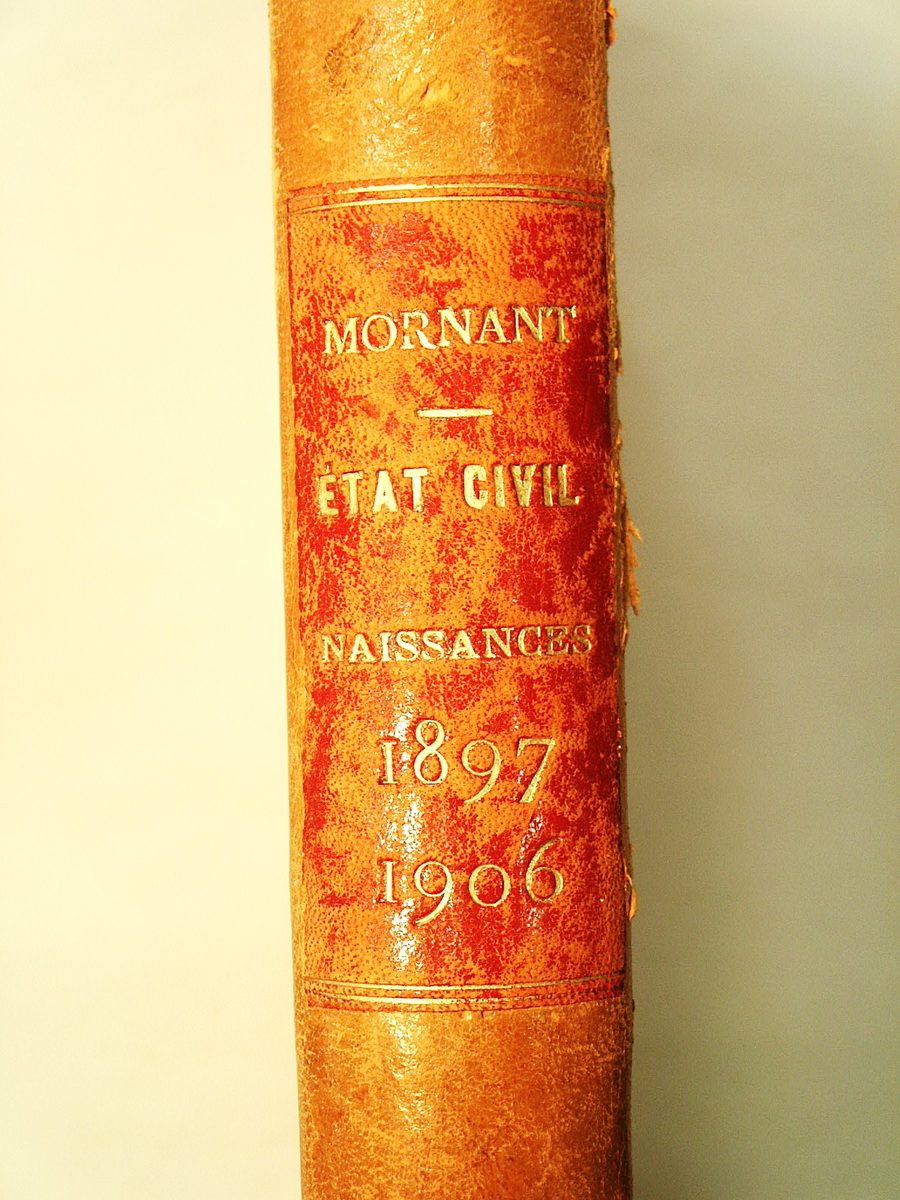 MORNANT
ÉTAT CIVIL
NAISSANCES
1897
1906